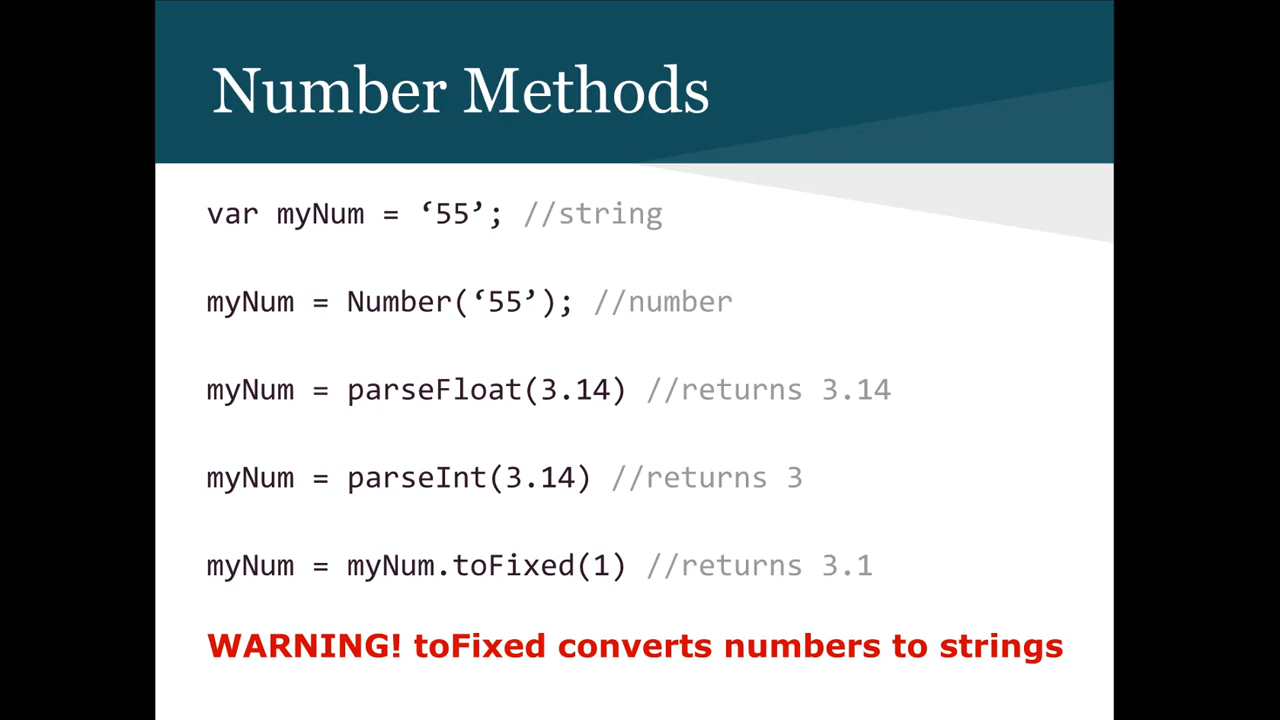 Number Methods
var myNum = ‘55’; //string
myNum = Number(‘55’); //number
myNum = parseFloat(3.14) //returns 3.14
myNum = parseInt(3.14) //returns 3
myNum = myNum.toFixed(1) //returns 3.1
WARNING! toFixed converts numbers to strings